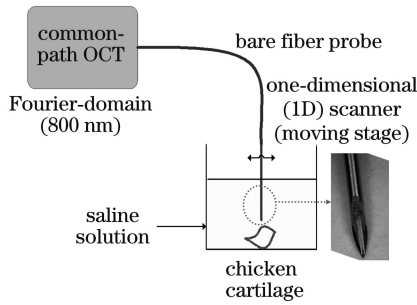 common-
path OCT
bare fiber probe
Fourier-domain
(800 nm)
one-dimensional
(1D) scanner
(moving stage)
saline
solution
chicken
cartilage